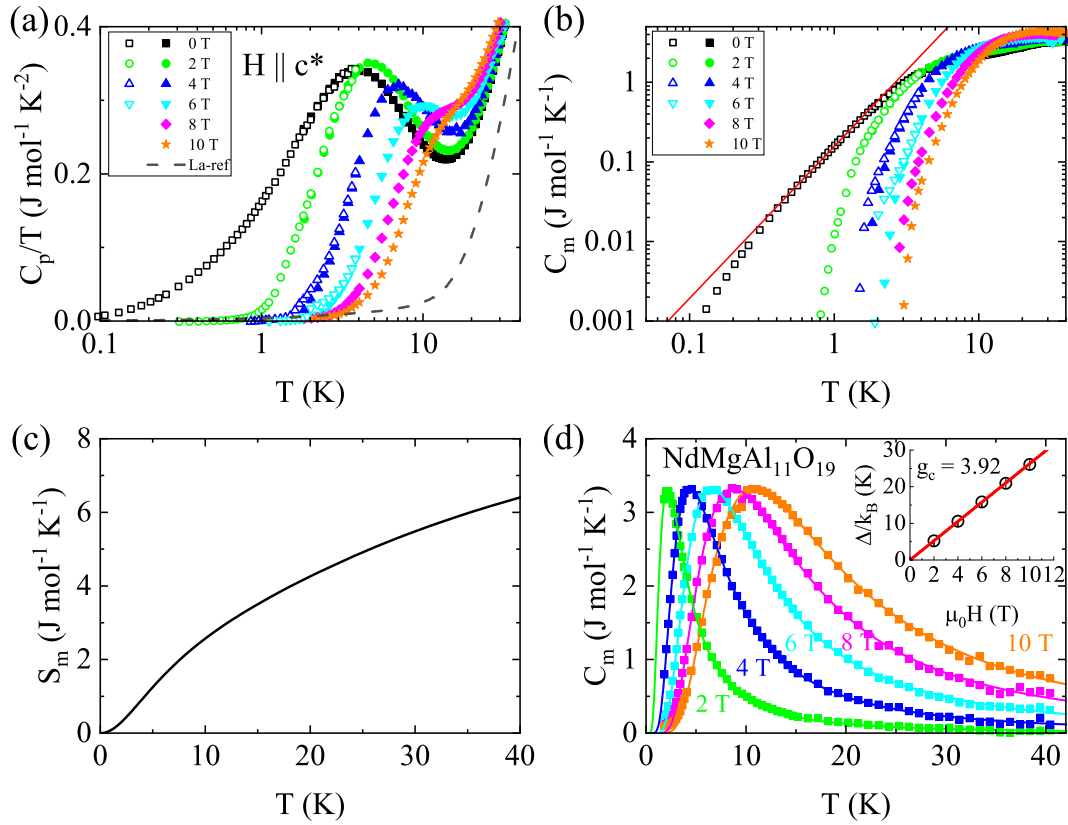 (a)
0.4
0.2
0.0
C_p/T (J mol⁻¹ K⁻²)
0 T
2 T
4 T
6 T
8 T
10 T
La-ref
H || c*
0.1 1 10
T (K)
(b)
1
0.1
0.01
0.001
C_m (J mol⁻¹ K⁻¹)
0 T
2 T
4 T
6 T
8 T
10 T
0.1 1 10
T (K)
(c)
8
6
4
2
0
S_m (J mol⁻¹ K⁻¹)
0 10 20 30 40
T (K)
(d)
4
3
2
1
0
C_m (J mol⁻¹ K⁻¹)
NdMgAl₁₁O₁₉
g_c = 3.92
30
20
10
0
Δ/k_B (K)
0 2 4 6 8 10 12
μ₀H (T)
2 T
4 T
6 T
8 T
10 T
0 10 20 30 40
T (K)